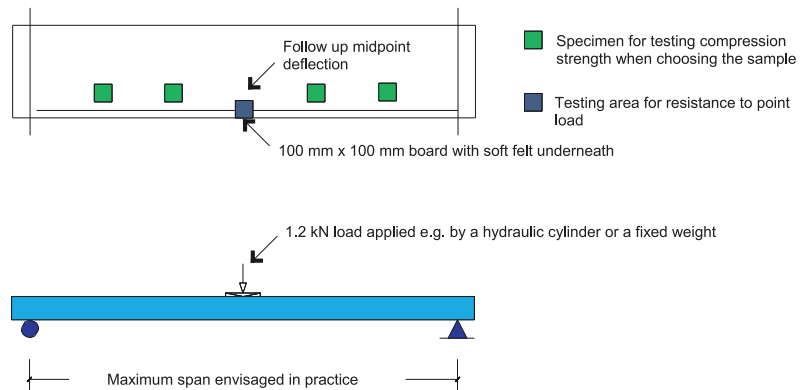 Follow up midpoint
deflection
Specimen for testing compression
strength when choosing the sample
Testing area for resistance to point
load
100 mm x 100 mm board with soft felt underneath
1.2 kN load applied e.g. by a hydraulic cylinder or a fixed weight
Maximum span envisaged in practice